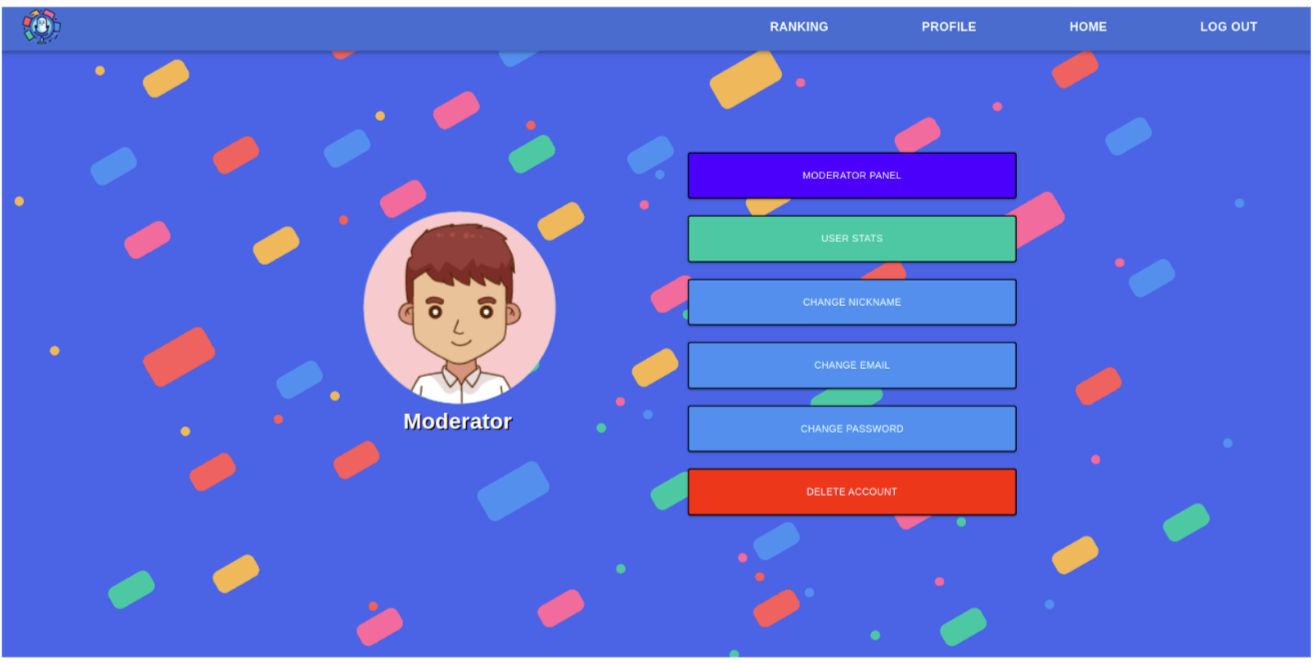 RANKING PROFILE HOME LOG OUT
MODERATOR PANEL
USER STATS
CHANGE NICKNAME
CHANGE EMAIL
Moderator
CHANGE PASSWORD
DELETE ACCOUNT